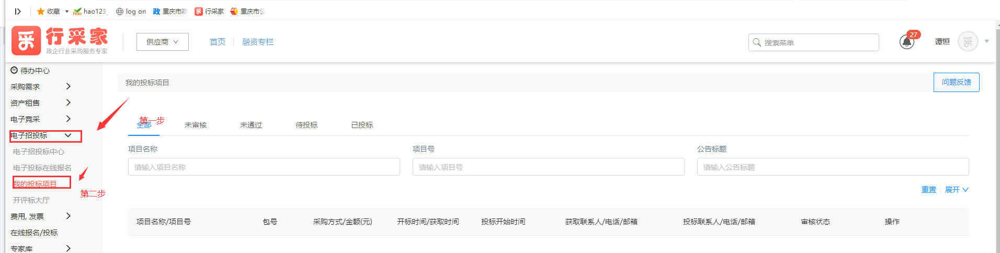 收藏 hao123_ log on 重庆市政 行采家 重庆市公
采 行采家
政企行业采购服务专家
供应商 首页 融资专栏 搜索菜单 27 谭恒
待办中心
采购需求
资产租售
电子竞采
电子招投标
电子招投标中心
电子投标在线报名
我的投标项目
开评标大厅
费用, 发票
在线报名/投标
专家库
我的投标项目 问题反馈
第一步
第二步
全部 未审核 未通过 待投标 已投标
项目名称 项目号 公告标题
请输入项目名称 请输入项目号 请输入公告标题
重置 展开
项目名称/项目号 包号 采购方式/金额(元) 开标时间/获取时间 投标开始时间 获取联系人/电话/邮箱 投标联系人/电话/邮箱 审核状态 操作